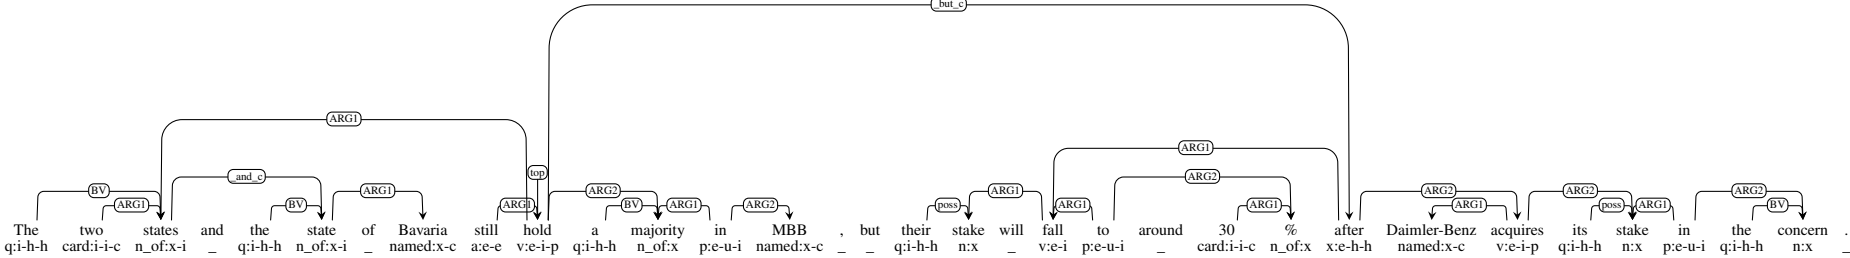 _but_c
ARG1
ARG1
top
_and_c
ARG2
BV ARG1 ARG2 ARG1 ARG2 ARG2 ARG2
ARG1 BV ARG1 BV ARG1 ARG2 poss ARG1 ARG1 ARG1 poss ARG1 BV
The two states and the state of Bavaria still hold a majority in MBB , but their stake will fall to around 30 % after Daimler-Benz acquires its stake in the concern .
q:i-h-h card:i-i-c n_of:x-i _ q:i-h-h n_of:x-i _ named:x-c a:e-e v:e-i-p q:i-h-h n_of:x p:e-u-i named:x-c _ _ q:i-h-h n:x _ v:e-i p:e-u-i _ card:i-i-c n_of:x x:e-h-h named:x-c v:e-i-p q:i-h-h n:x p:e-u-i q:i-h-h n:x _